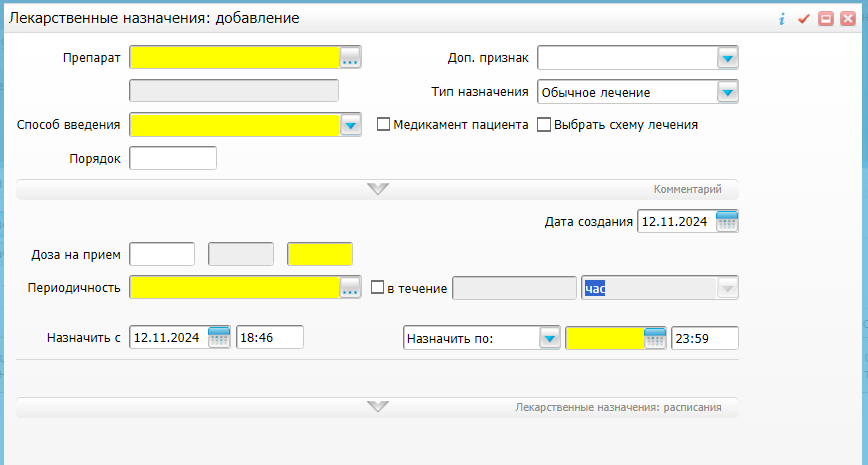 Лекарственные назначения: добавление
Препарат ... Доп. признак
Тип назначения Обычное лечение
Способ введения Медикамент пациента Выбрать схему лечения
Порядок
Комментарий
Дата создания 12.11.2024
Доза на прием
Периодичность ... в течение час
Назначить с 12.11.2024 18:46 Назначить по: 23:59
Лекарственные назначения: расписания